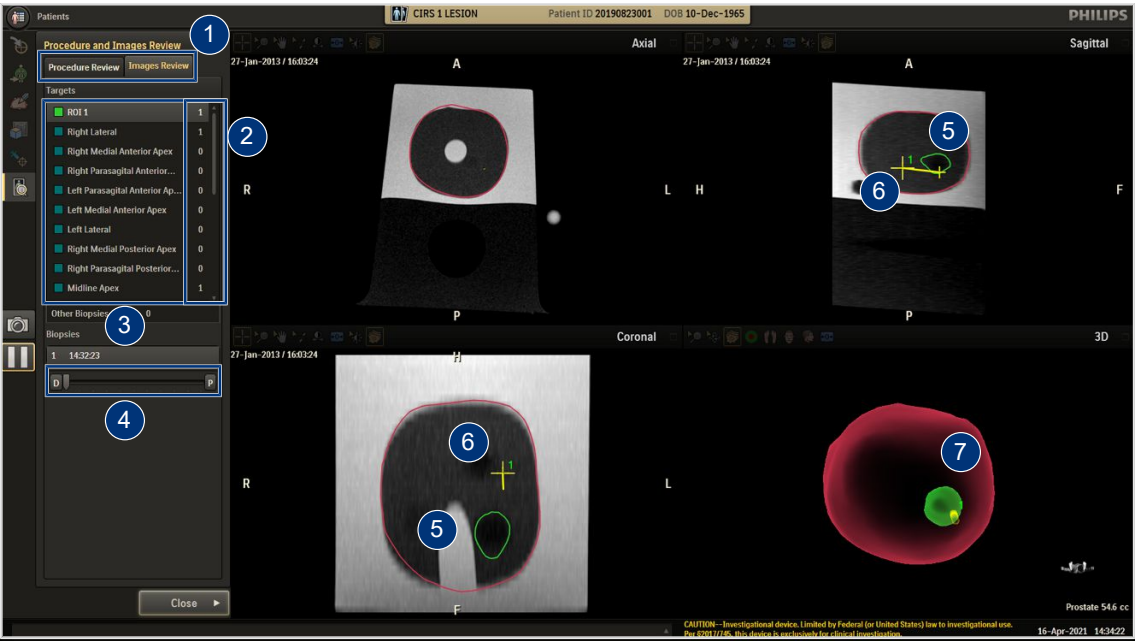 Patients
CIRS 1 LESION Patient ID 20190823001 DOB 10-Dec-1965
PHILIPS
1
Procedure and Images Review
Procedure Review Images Review
Targets
ROI 1 1
Right Lateral 1
Right Medial Anterior Apex 0
Right Parasagital Anterior... 0
Left Parasagital Anterior Ap... 0
Left Medial Anterior Apex 0
Left Lateral 0
Right Medial Posterior Apex 0
Right Parasagital Posterior... 0
Midline Apex 1
2
Other Biopsies 0
3
Biopsies
1 14:32:23
D P
4
Close
Axial
27-Jan-2013 / 16:03:24
A
R L
P
Sagittal
27-Jan-2013 / 16:03:24
A
5
1
6
H F
P
Coronal
27-Jan-2013 / 16:03:24
H
6
1
R L
5
F
3D
7
Prostate 54.6 cc
CAUTION--Investigational device. Limited by Federal (or United States) law to investigational use.
Per §2017/745, this device is exclusively for clinical investigation.
16-Apr-2021 14:34:22